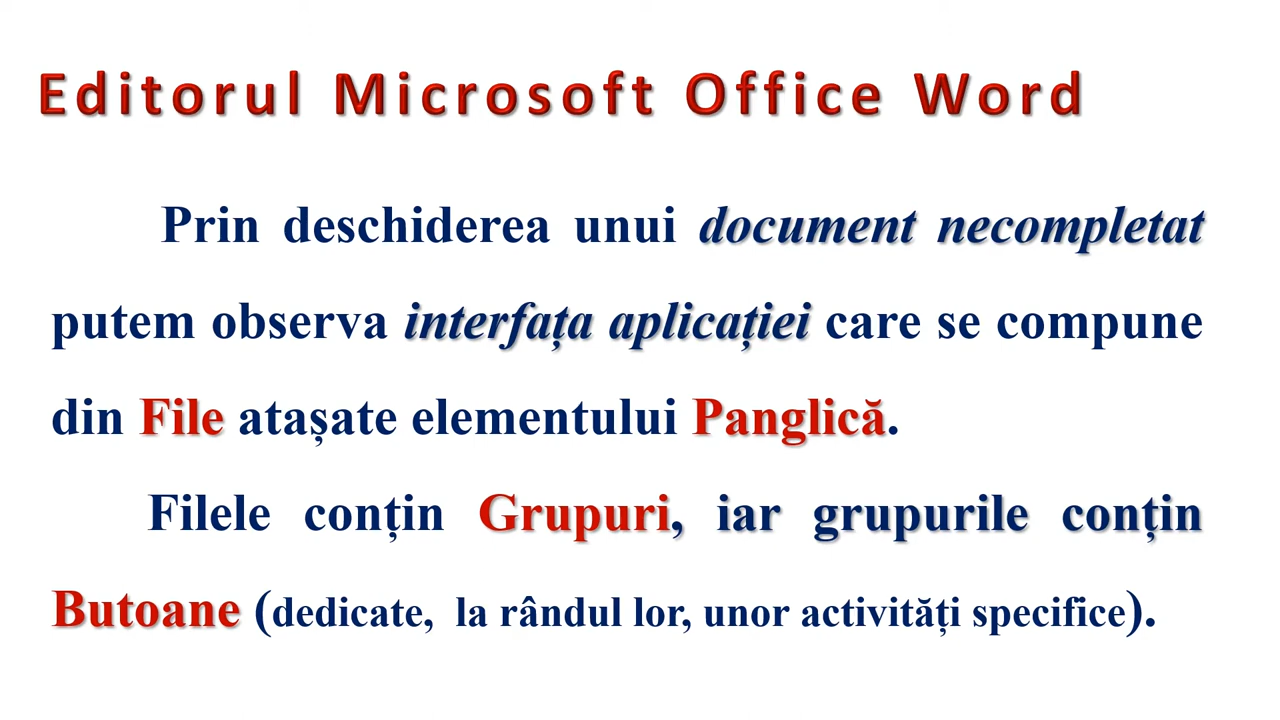 Editorul Microsoft Office Word
Prin deschiderea unui document necompletat
putem observa interfața aplicației care se compune
din File atașate elementului Panglică.
Filele conțin Grupuri, iar grupurile conțin
Butoane (dedicate, la rândul lor, unor activități specifice).